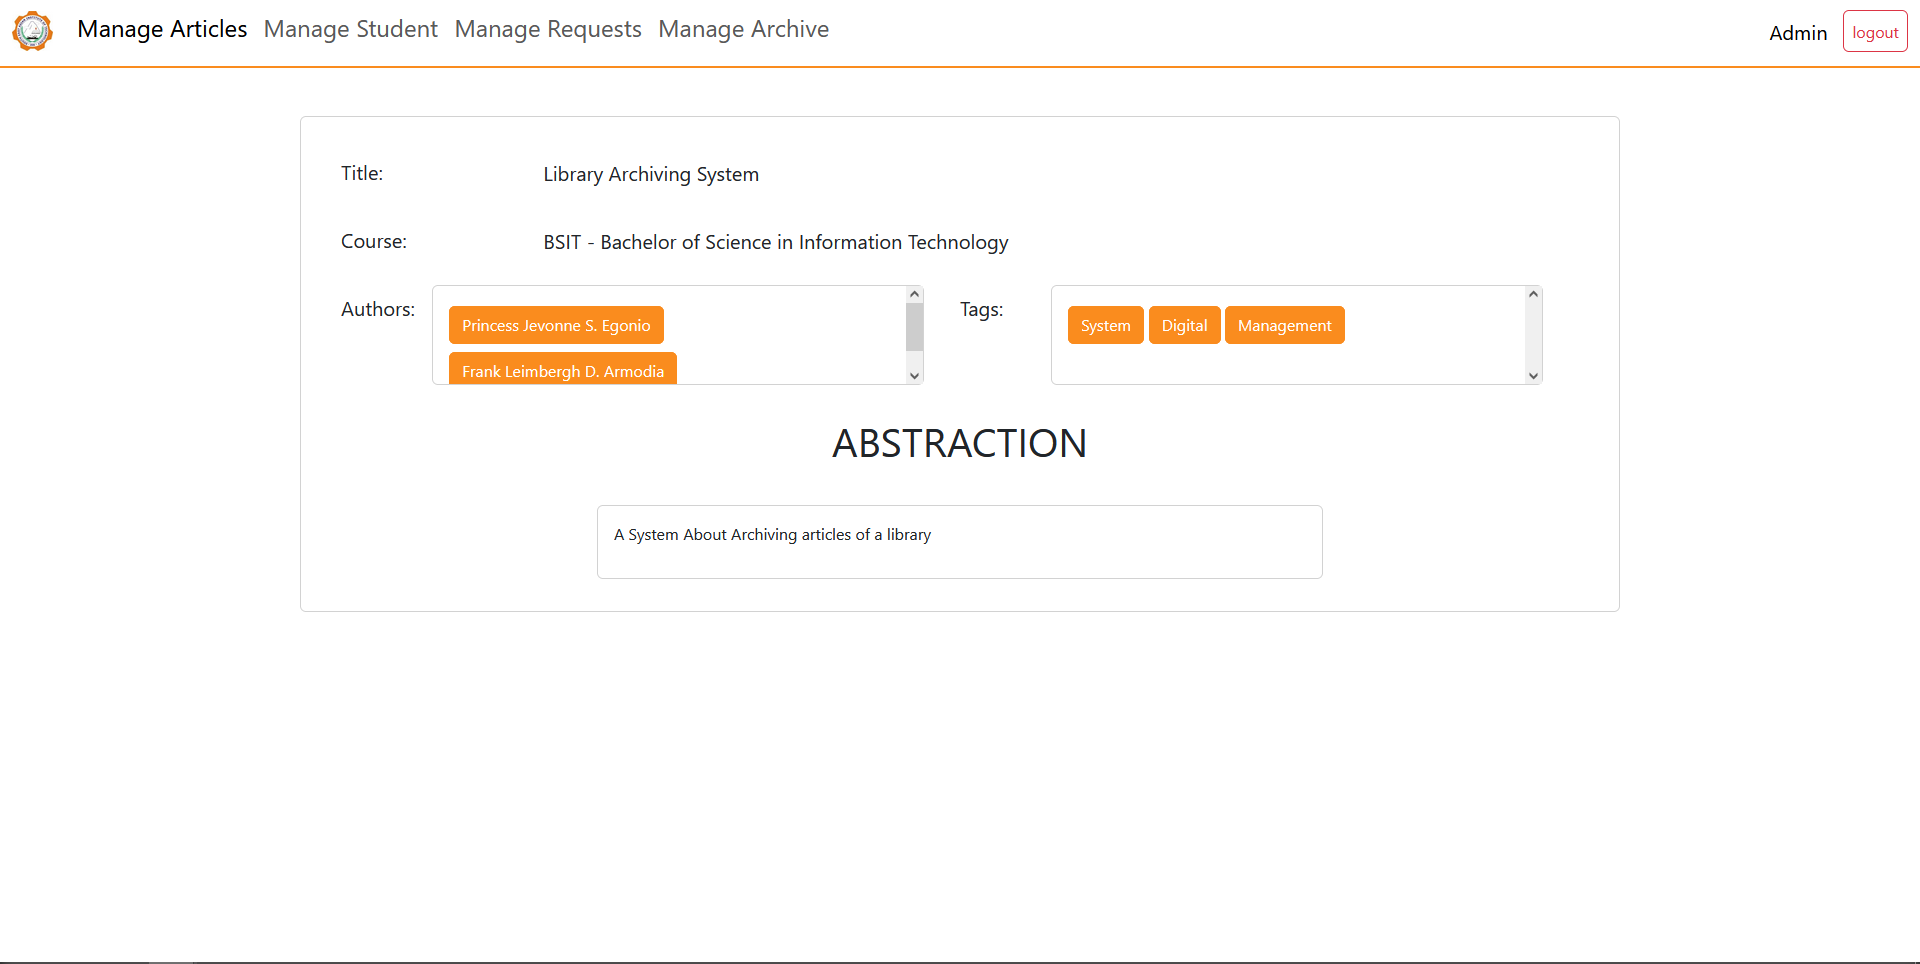 Manage Articles Manage Student Manage Requests Manage Archive Admin logout
Title: Library Archiving System
Course: BSIT - Bachelor of Science in Information Technology
Authors: Princess Jevonne S. Egonio
Frank Leimbergh D. Armodia
Tags: System Digital Management
ABSTRACTION
A System About Archiving articles of a library